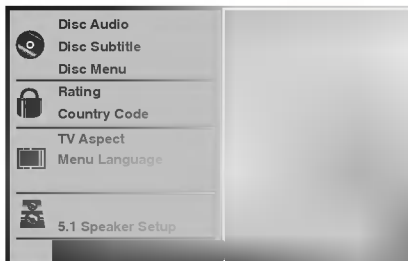 Disc Audio
Disc Subtitle
Disc Menu
Rating
Country Code
TV Aspect
Menu Language
5.1 Speaker Setup